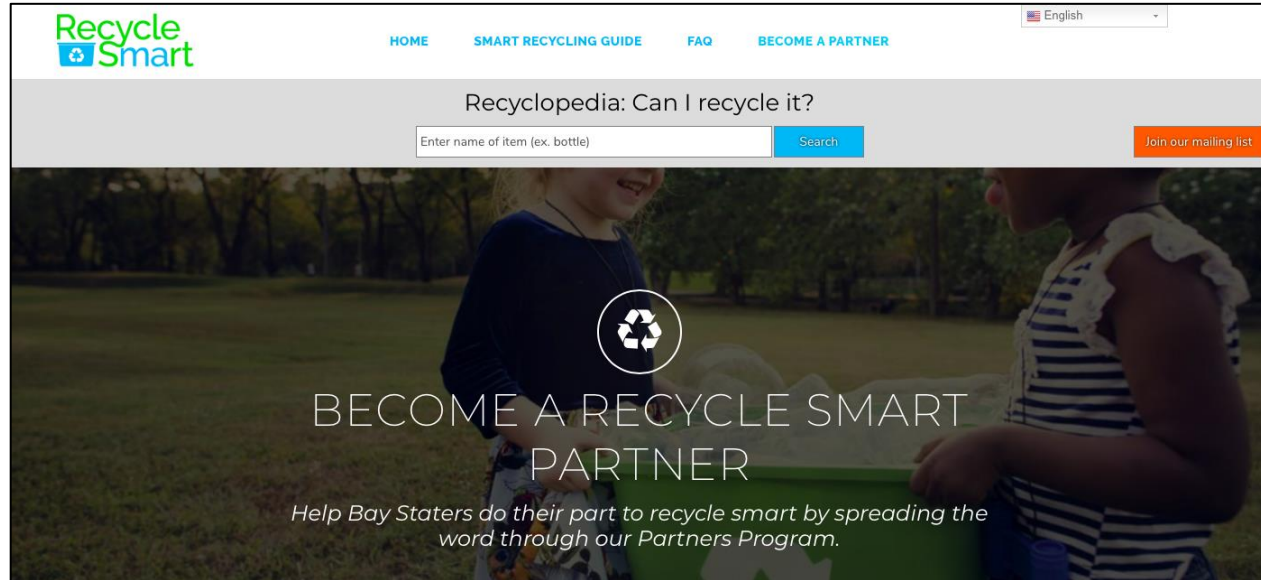 Recycle
Smart
English
HOME SMART RECYCLING GUIDE FAQ BECOME A PARTNER
Recyclopedia: Can I recycle it?
Enter name of item (ex. bottle) Search Join our mailing list
BECOME A RECYCLE SMART
PARTNER
Help Bay Staters do their part to recycle smart by spreading the
word through our Partners Program.